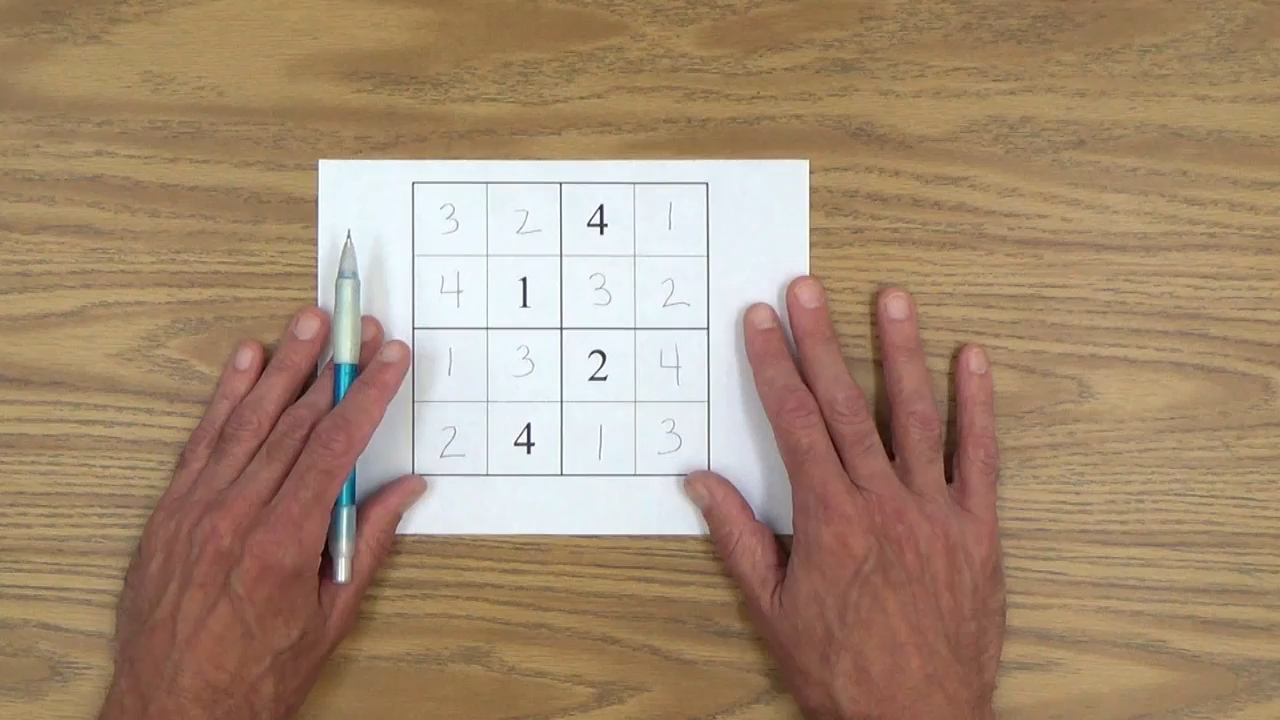 3 2 4 1
4 1 3 2
1 3 2 4
2 4 1 3